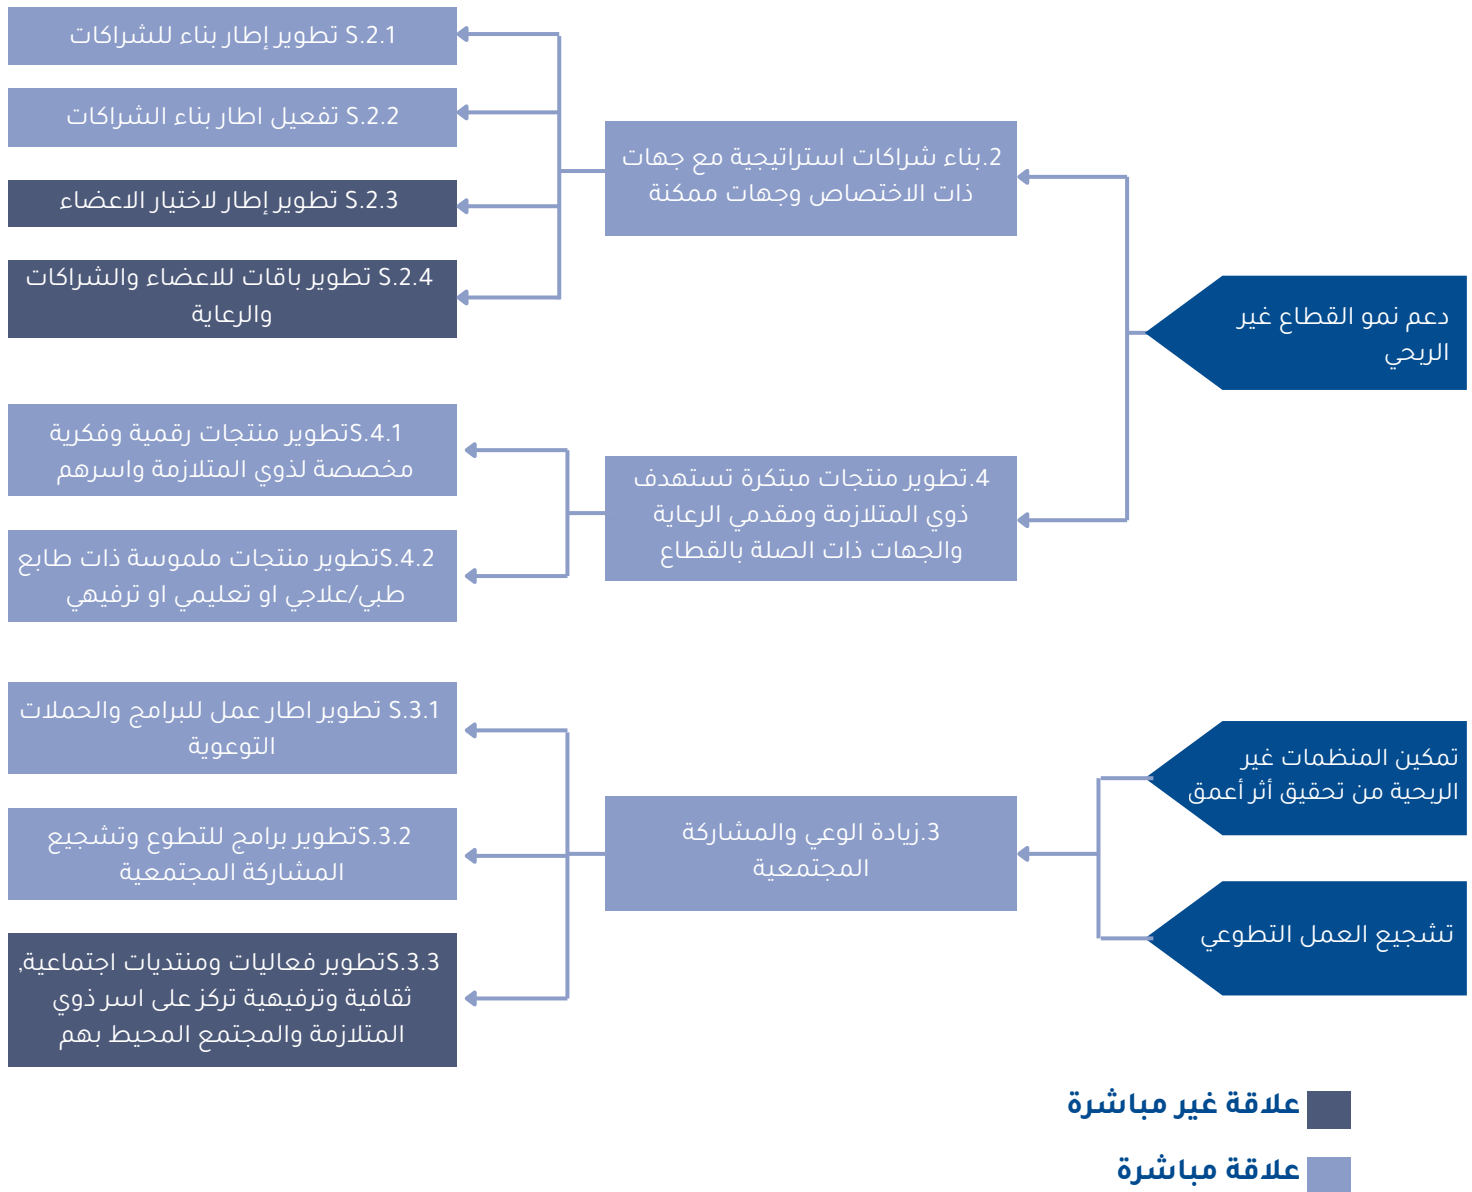 دعم نمو القطاع غير
الربحي
2.بناء شراكات استراتيجية مع جهات
ذات الاختصاص وجهات ممكنة
S.2.1 تطوير إطار بناء للشراكات
S.2.2 تفعيل اطار بناء الشراكات
S.2.3 تطوير إطار لاختيار الاعضاء
S.2.4 تطوير باقات للاعضاء والشراكات
والرعاية
4.تطوير منتجات مبتكرة تستهدف
ذوي المتلازمة ومقدمي الرعاية
والجهات ذات الصلة بالقطاع
S.4.1تطوير منتجات رقمية وفكرية
مخصصة لذوي المتلازمة واسرهم
S.4.2تطوير منتجات ملموسة ذات طابع
طبي/علاجي او تعليمي او ترفيهي
تمكين المنظمات غير
الربحية من تحقيق أثر أعمق
تشجيع العمل التطوعي
3.زيادة الوعي والمشاركة
المجتمعية
S.3.1 تطوير اطار عمل للبرامج والحملات
التوعوية
S.3.2تطوير برامج للتطوع وتشجيع
المشاركة المجتمعية
S.3.3تطوير فعاليات ومنتديات اجتماعية,
ثقافية وترفيهية تركز على اسر ذوي
المتلازمة والمجتمع المحيط بهم
علاقة غير مباشرة
علاقة مباشرة